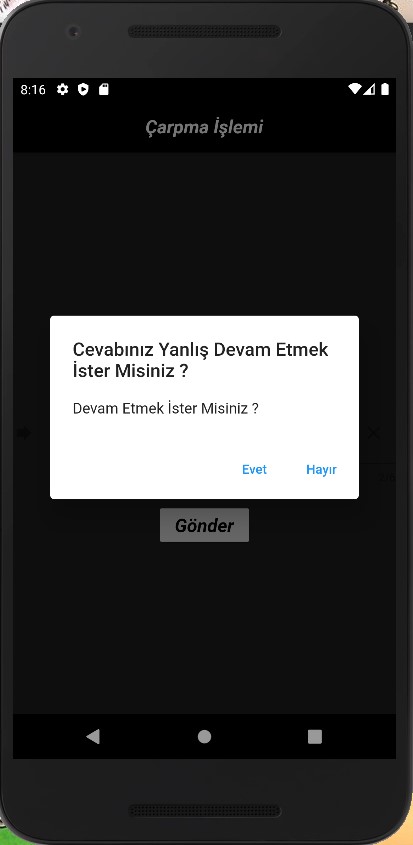 8:16
Çarpma İşlemi
Cevabınız Yanlış Devam Etmek
İster Misiniz ?
Devam Etmek İster Misiniz ?
Evet Hayır
Gönder